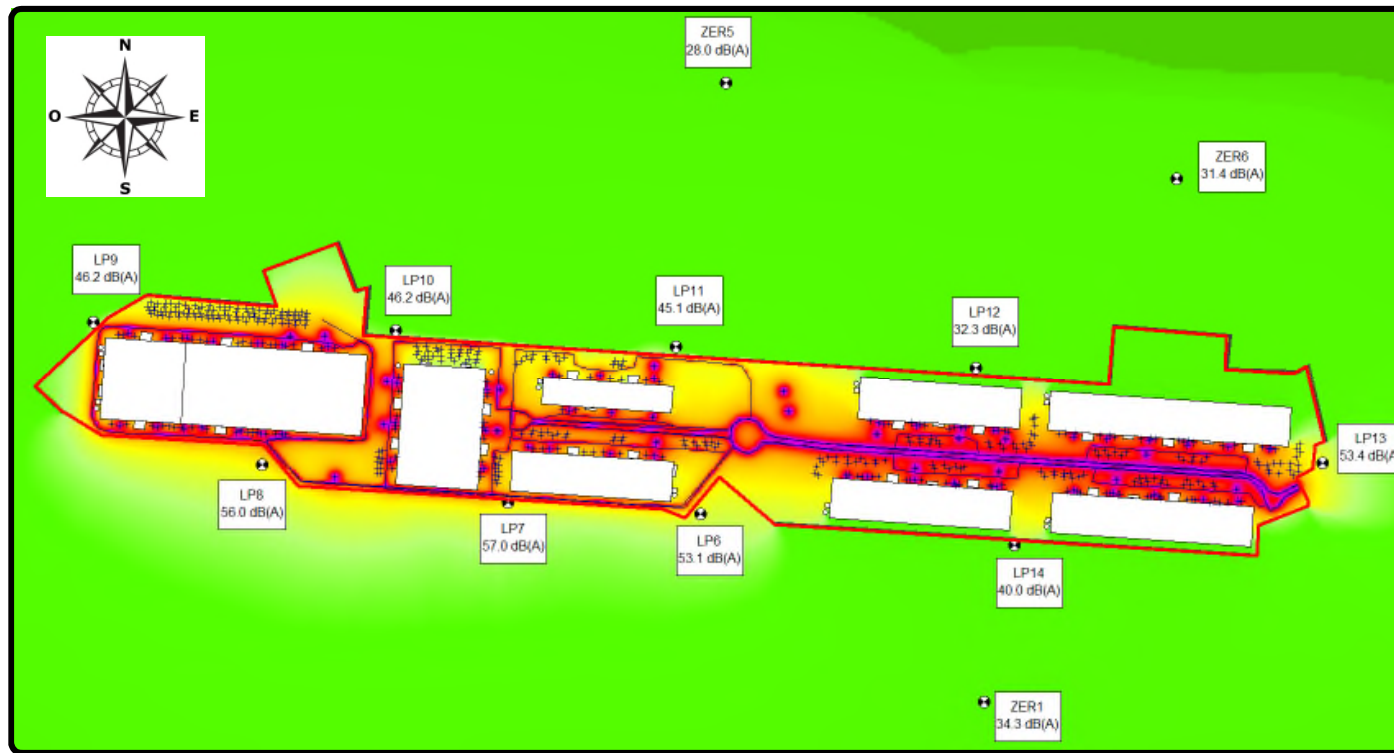 ZER5
28.0 dB(A)
N
O
E
S
ZER6
31.4 dB(A)
LP9
46.2 dB(A)
LP10
46.2 dB(A)
LP11
45.1 dB(A)
LP12
32.3 dB(A)
LP13
53.4 dB(A
LP8
56.0 dB(A)
LP7
57.0 dB(A)
LP6
53.1 dB(A)
LP14
40.0 dB(A)
ZER1
34.3 dB(A)